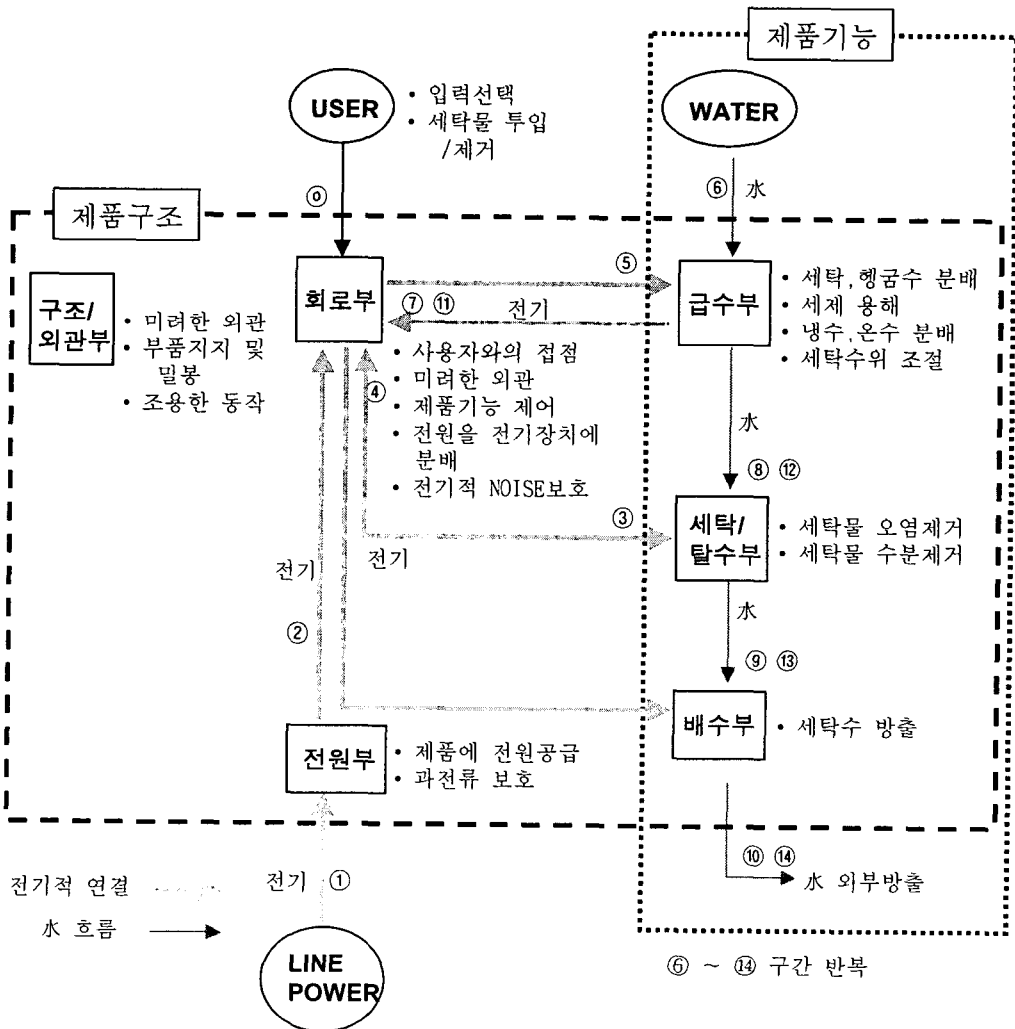 제품기능
USER
• 입력선택
• 세탁물 투입
/제거
WATER
⓪
⑥ 水
제품구조
구조/
외관부
• 미려한 외관
• 부품지지 및
밀봉
• 조용한 동작
회로부
⑤
⑦ ⑪ 전기
급수부
• 세탁,헹굼수 분배
• 세제 용해
• 냉수,온수 분배
• 세탁수위 조절
④
• 사용자와의 접점
• 미려한 외관
• 제품기능 제어
• 전원을 전기장치에
분배
• 전기적 NOISE보호
水
⑧ ⑫
③
전기
전기
세탁/
탈수부
• 세탁물 오염제거
• 세탁물 수분제거
水
②
⑨ ⑬
배수부
• 세탁수 방출
전원부
• 제품에 전원공급
• 과전류 보호
⑩ ⑭
水 외부방출
전기적 연결
水 흐름
전기 ①
LINE
POWER
⑥ ~ ⑭ 구간 반복